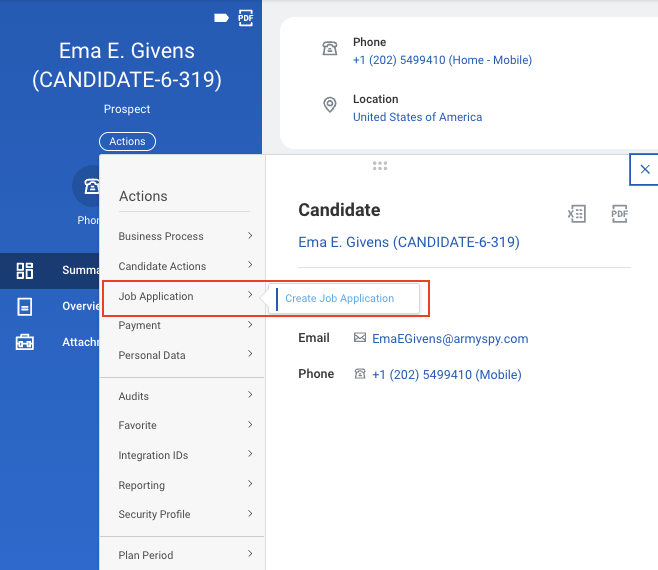 PDF
Ema E. Givens
(CANDIDATE-6-319)
Prospect
Actions
Phone
+1 (202) 5499410 (Home - Mobile)
Location
United States of America
Phon
Summa
Overvie
Attachn
Actions
Business Process
Candidate Actions
Job Application
Create Job Application
Payment
Personal Data
Audits
Favorite
Integration IDs
Reporting
Security Profile
Plan Period
Candidate
X
PDF
Ema E. Givens (CANDIDATE-6-319)
Email
EmaEGivens@armyspy.com
Phone
+1 (202) 5499410 (Mobile)